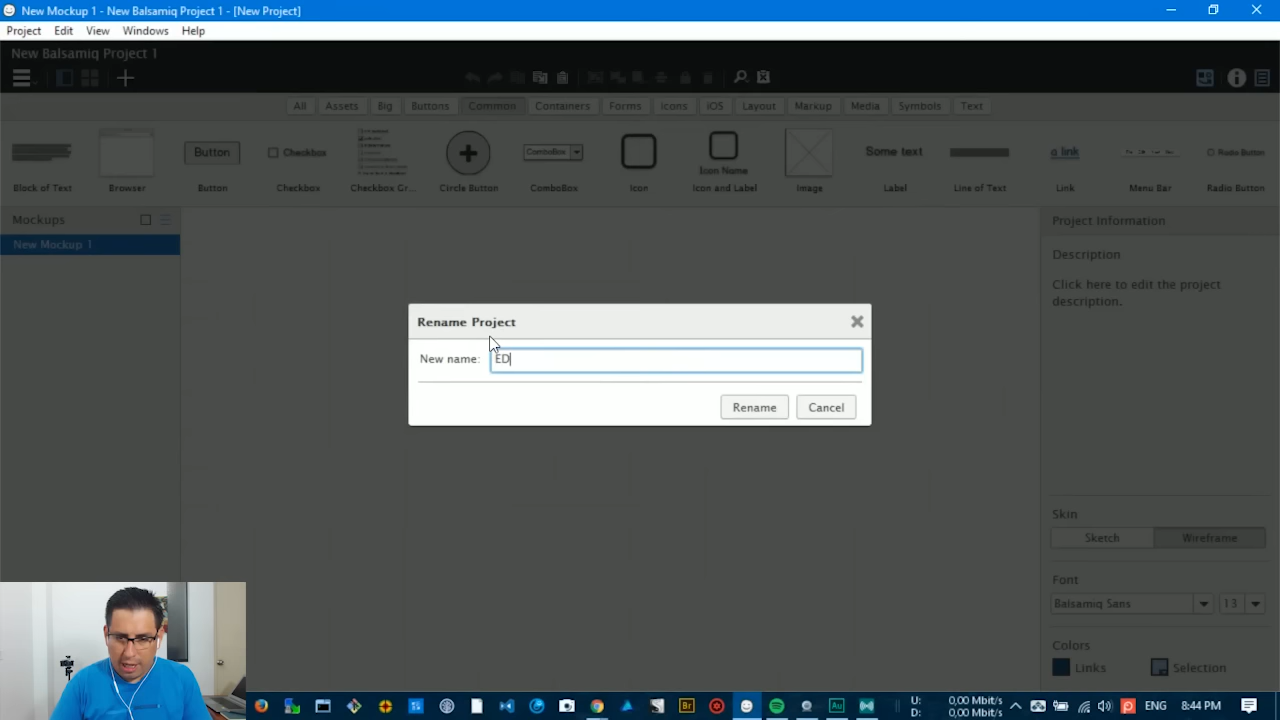 New Mockup 1 - New Balsamiq Project 1 - [New Project]
Project Edit View Windows Help
New Balsamiq Project 1
All Assets Big Buttons Common Containers Forms Icons iOS Layout Markup Media Symbols Text
Button Checkbox ComboBox Icon Name Some text a link Radio Button
Block of Text Browser Button Checkbox Checkbox Gr... Circle Button ComboBox Icon Icon and Label Image Label Line of Text Link Menu Bar Radio Button
Mockups
New Mockup 1
Project Information
Description
Click here to edit the project
description.
Rename Project
New name: ED
Rename Cancel
Skin
Sketch Wireframe
Font
Balsamiq Sans 13
Colors
Links Selection
Br Au U: 0,00 Mbit/s
D: 0,00 Mbit/s
ENG 8:44 PM